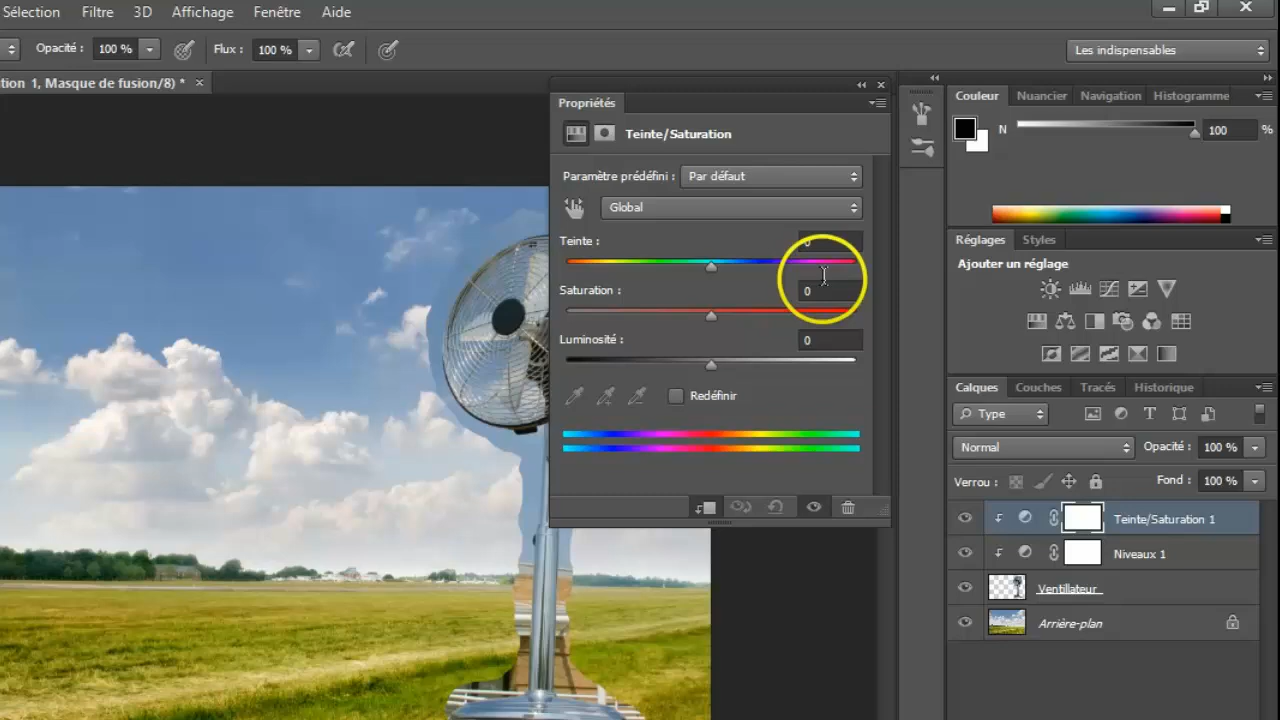 Sélection Filtre 3D Affichage Fenêtre Aide
Opacité : 100 % Flux : 100 % Les indispensables
tion 1, Masque de fusion/8) * ×
Propriétés
Teinte/Saturation
Paramètre prédéfini : Par défaut
Global
Teinte : 0
Saturation : 0
Luminosité : 0
Redéfinir
Couleur Nuancier Navigation Histogramme
N 100 %
Réglages Styles
Ajouter un réglage
Calques Couches Tracés Historique
Type
Normal Opacité : 100 %
Verrou : Fond : 100 %
Teinte/Saturation 1
Niveaux 1
Ventillateur
Arrière-plan